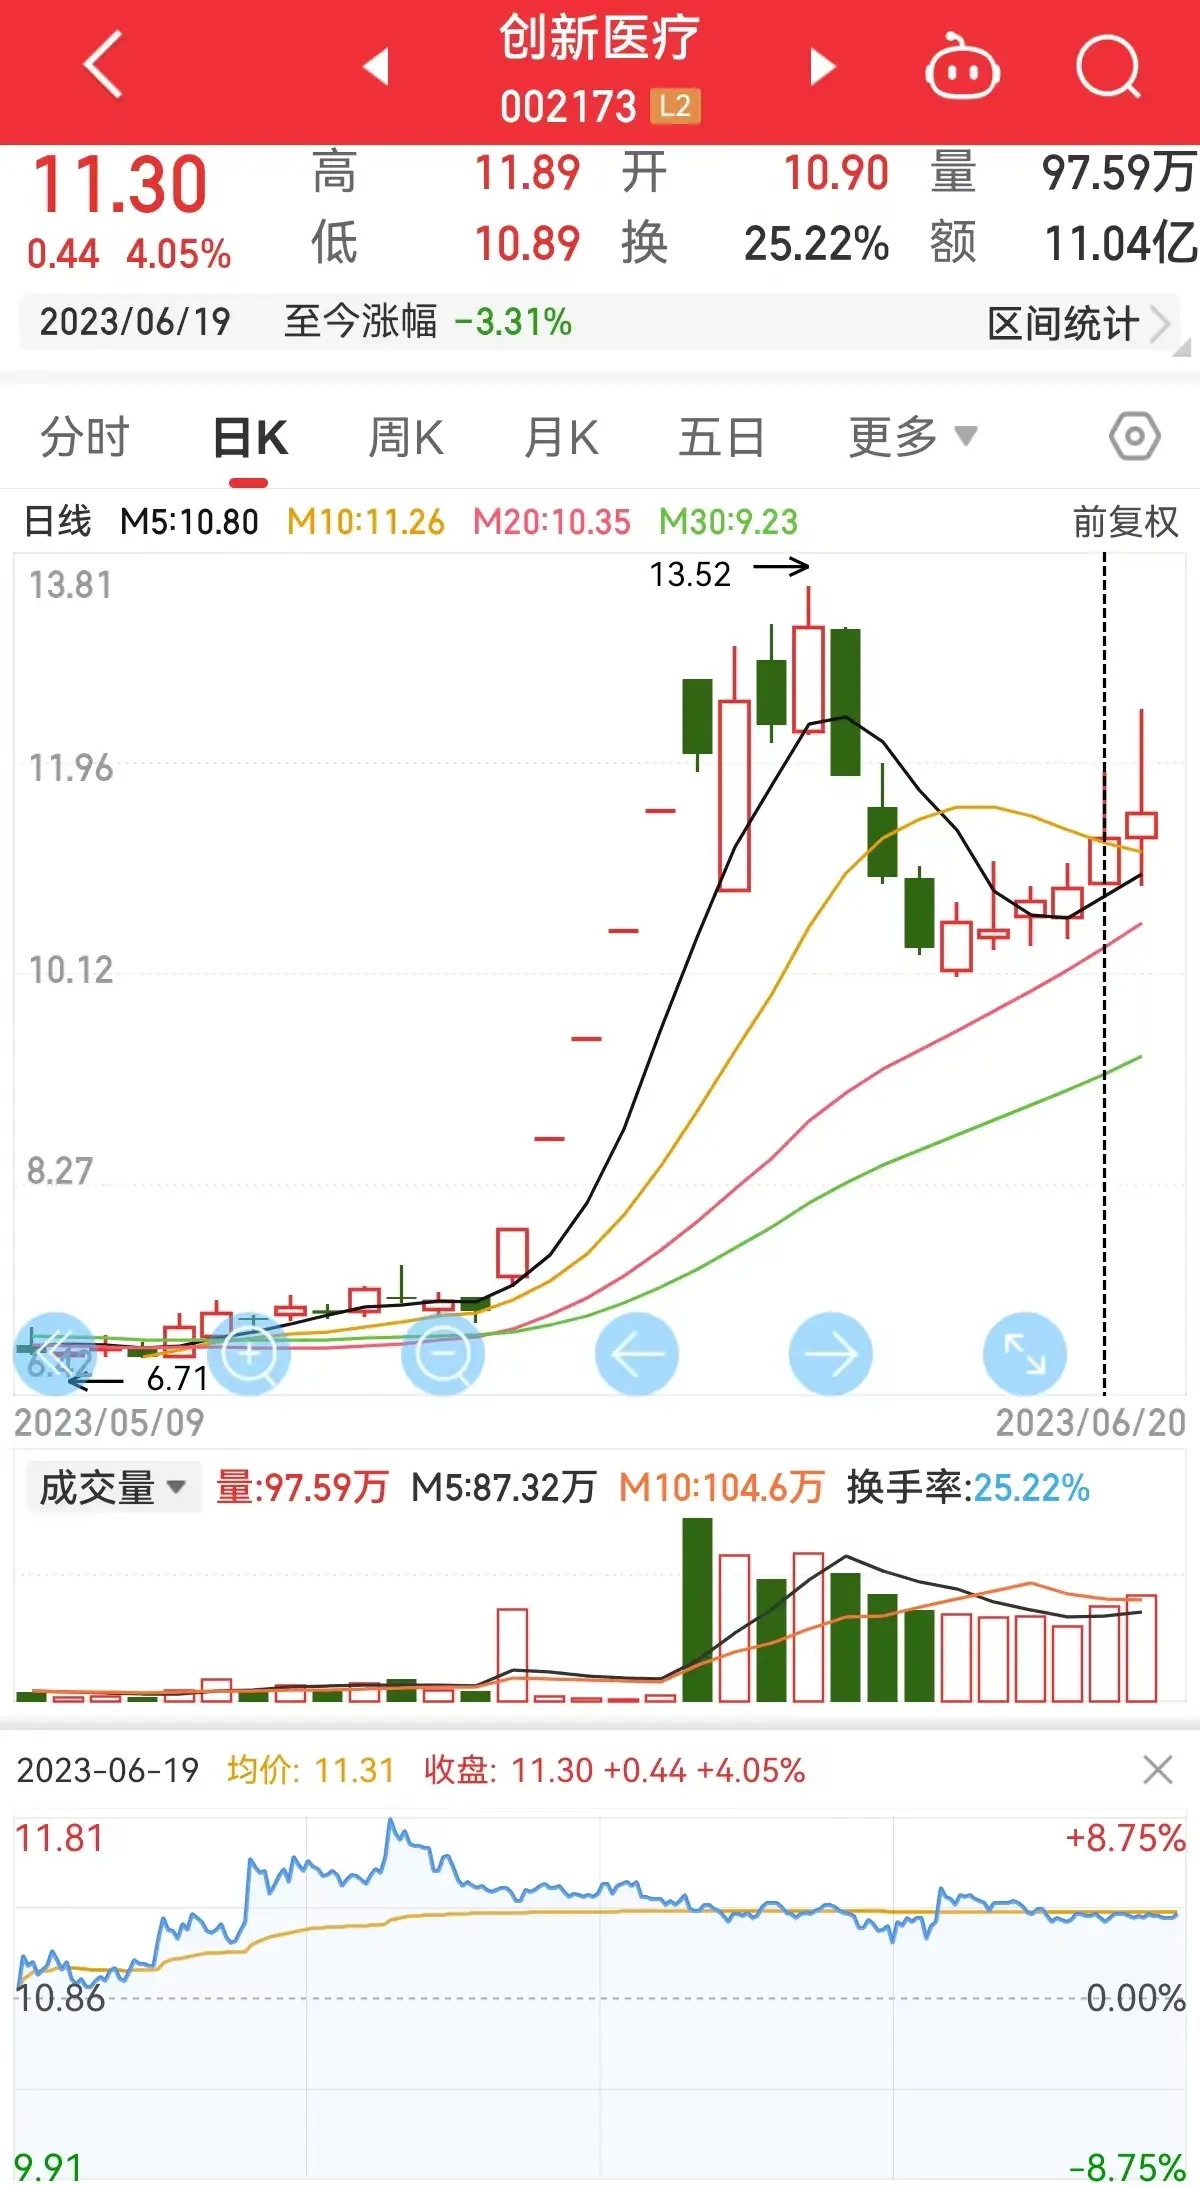 创新医疗
002173 L2
11.30 高 11.89 开 10.90 量 97.59万
0.44 4.05% 低 10.89 换 25.22% 额 11.04亿
2023/06/19 至今涨幅 -3.31% 区间统计
分时 日K 周K 月K 五日 更多
日线 M5:10.80 M10:11.26 M20:10.35 M30:9.23 前复权
13.81
13.52
11.96
10.12
8.27
6.42
6.71
2023/05/09 2023/06/20
成交量 量:97.59万 M5:87.32万 M10:104.6万 换手率:25.22%
2023-06-19 均价: 11.31 收盘: 11.30 +0.44 +4.05%
11.81 +8.75%
10.86 0.00%
9.91 -8.75%